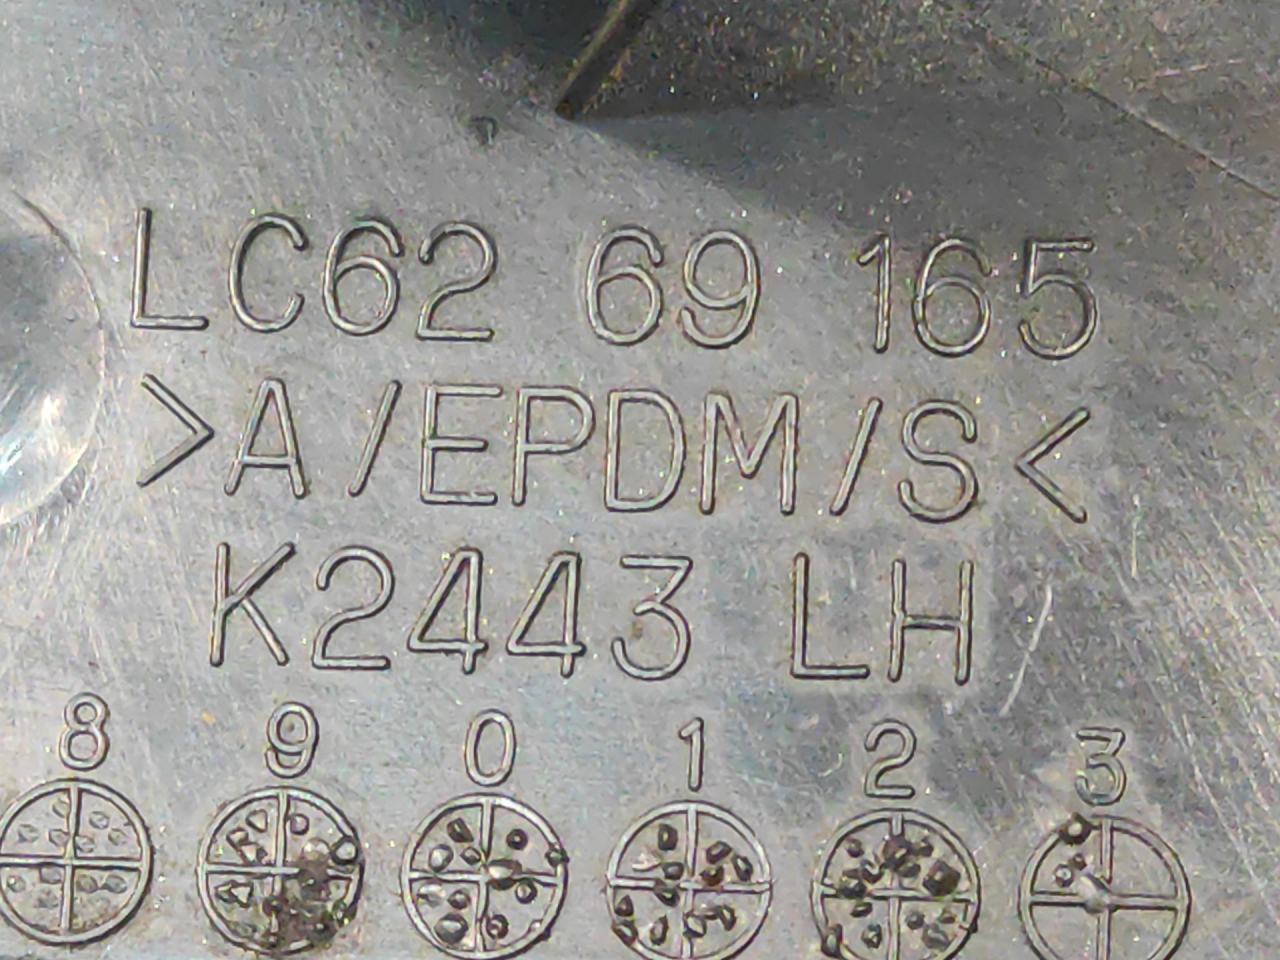 LC62 69 165
>A/EPDM/S<
K2443 LH
8 9 0 1 2 3